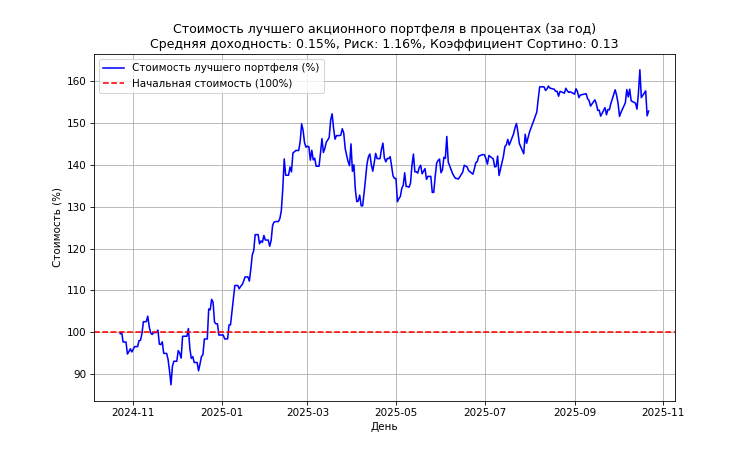 Стоимость лучшего акционного портфеля в процентах (за год)
Средняя доходность: 0.15%, Риск: 1.16%, Коэффициент Сортино: 0.13
Стоимость лучшего портфеля (%)
Начальная стоимость (100%)
Стоимость (%)
160
150
140
130
120
110
100
90
2024-11
2025-01
2025-03
2025-05
2025-07
2025-09
2025-11
День